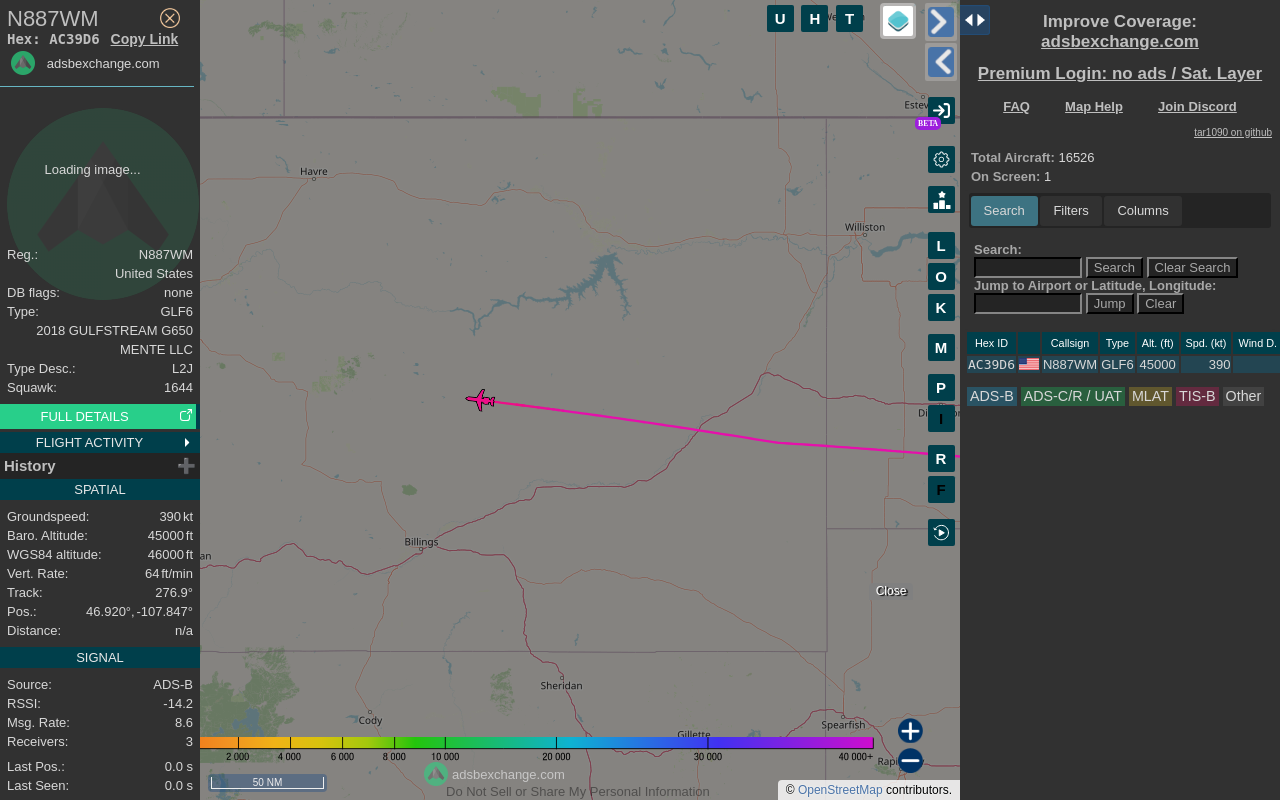 N887WM
Hex: AC39D6 Copy Link
adsbexchange.com
Loading image...
Reg.: N887WM
United States
DB flags: none
Type: GLF6
2018 GULFSTREAM G650
MENTE LLC
Type Desc.: L2J
Squawk: 1644
FULL DETAILS
FLIGHT ACTIVITY
History
SPATIAL
Groundspeed: 390 kt
Baro. Altitude: 45000 ft
WGS84 altitude: 46000 ft
Vert. Rate: 64 ft/min
Track: 276.9°
Pos.: 46.920°, -107.847°
Distance: n/a
SIGNAL
Source: ADS-B
RSSI: -14.2
Msg. Rate: 8.6
Receivers: 3
Last Pos.: 0.0 s
Last Seen: 0.0 s
U H T
BETA
L
O
K
M
P
I
R
F
Havre
Williston
Billings
Sheridan
Cody
Gillette
Spearfish
Close
2 000 4 000 6 000 8 000 10 000 20 000 30 000 40 000+
50 NM
adsbexchange.com
Do Not Sell or Share My Personal Information
© OpenStreetMap contributors.
Improve Coverage:
adsbexchange.com
Premium Login: no ads / Sat. Layer
FAQ Map Help Join Discord
tar1090 on github
Total Aircraft: 16526
On Screen: 1
Search Filters Columns
Search:
Search Clear Search
Jump to Airport or Latitude, Longitude:
Jump Clear
Hex ID Callsign Type Alt. (ft) Spd. (kt) Wind D.
AC39D6 N887WM GLF6 45000 390
ADS-B ADS-C/R / UAT MLAT TIS-B Other